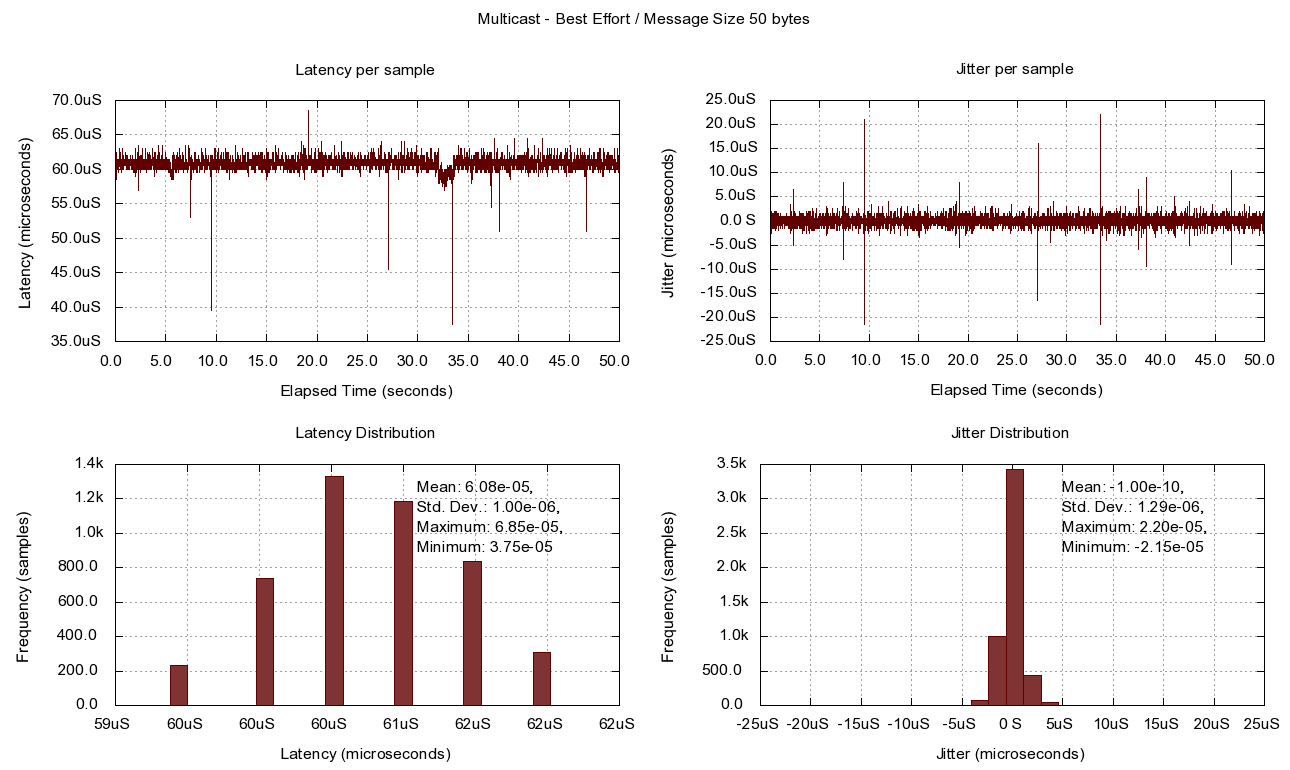 Multicast - Best Effort / Message Size 50 bytes
Latency per sample
70.0uS
65.0uS
60.0uS
55.0uS
50.0uS
45.0uS
40.0uS
35.0uS
Latency (microseconds)
0.0 5.0 10.0 15.0 20.0 25.0 30.0 35.0 40.0 45.0 50.0
Elapsed Time (seconds)
Jitter per sample
25.0uS
20.0uS
15.0uS
10.0uS
5.0uS
0.0 S
-5.0uS
-10.0uS
-15.0uS
-20.0uS
-25.0uS
Jitter (microseconds)
0.0 5.0 10.0 15.0 20.0 25.0 30.0 35.0 40.0 45.0 50.0
Elapsed Time (seconds)
Latency Distribution
1.4k
1.2k
1.0k
800.0
600.0
400.0
200.0
0.0
Frequency (samples)
Mean: 6.08e-05,
Std. Dev.: 1.00e-06,
Maximum: 6.85e-05,
Minimum: 3.75e-05
59uS 60uS 60uS 60uS 61uS 62uS 62uS 62uS
Latency (microseconds)
Jitter Distribution
3.5k
3.0k
2.5k
2.0k
1.5k
1.0k
500.0
0.0
Frequency (samples)
Mean: -1.00e-10,
Std. Dev.: 1.29e-06,
Maximum: 2.20e-05,
Minimum: -2.15e-05
-25uS -20uS -15uS -10uS -5uS 0 S 5uS 10uS 15uS 20uS 25uS
Jitter (microseconds)